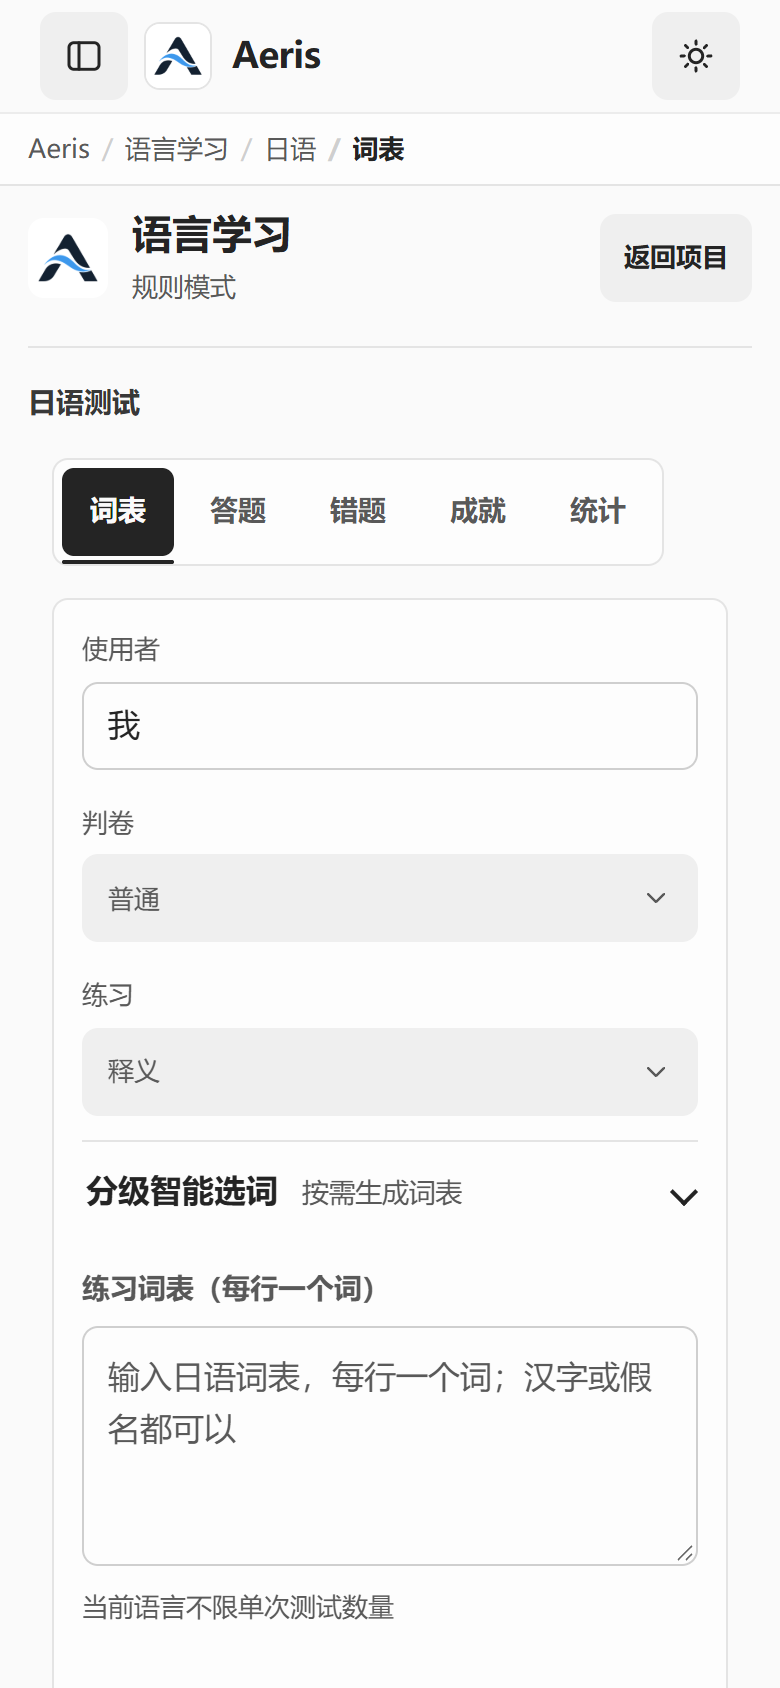 Aeris
Aeris / 语言学习 / 日语 / 词表
语言学习
规则模式
返回项目
日语测试
词表 答题 错题 成就 统计
使用者
我
判卷
普通
练习
释义
分级智能选词 按需生成词表
练习词表（每行一个词）
输入日语词表，每行一个词；汉字或假
名都可以
当前语言不限单次测试数量